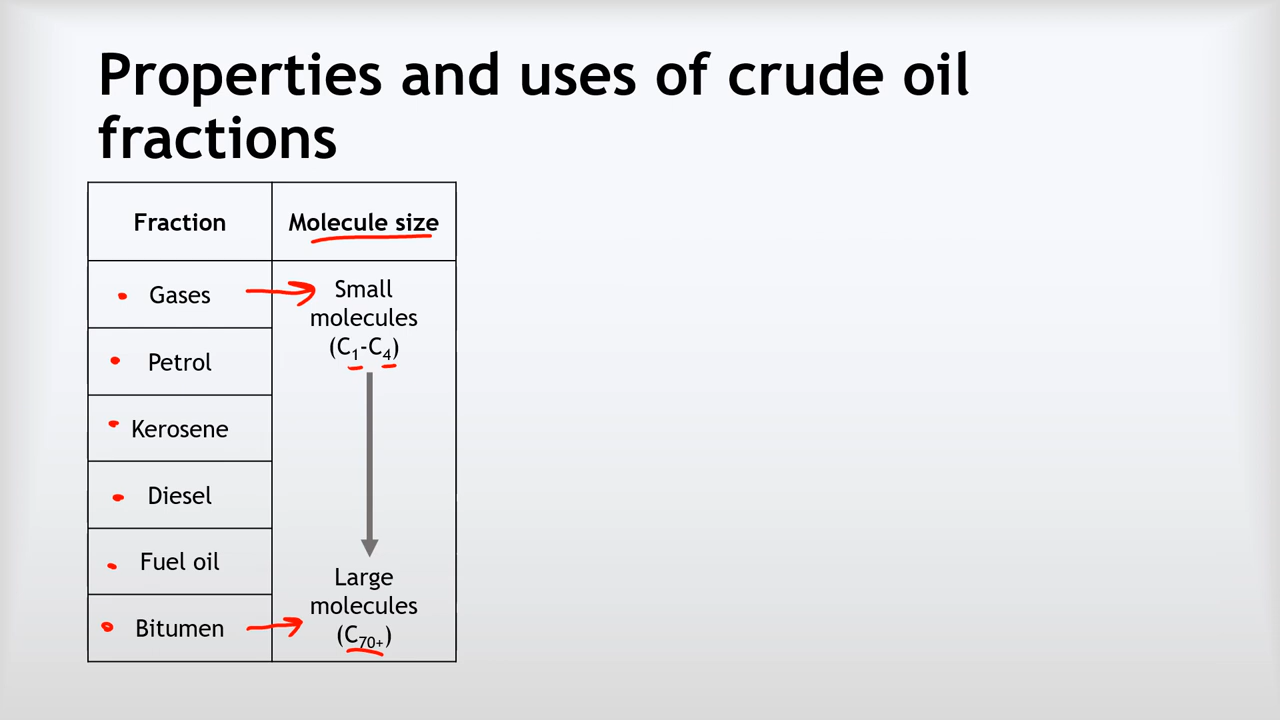 Properties and uses of crude oil
fractions
Fraction
Molecule size
Gases
Small
molecules
(C₁-C₄)
Petrol
Kerosene
Diesel
Fuel oil
Large
molecules
(C₇₀₊)
Bitumen